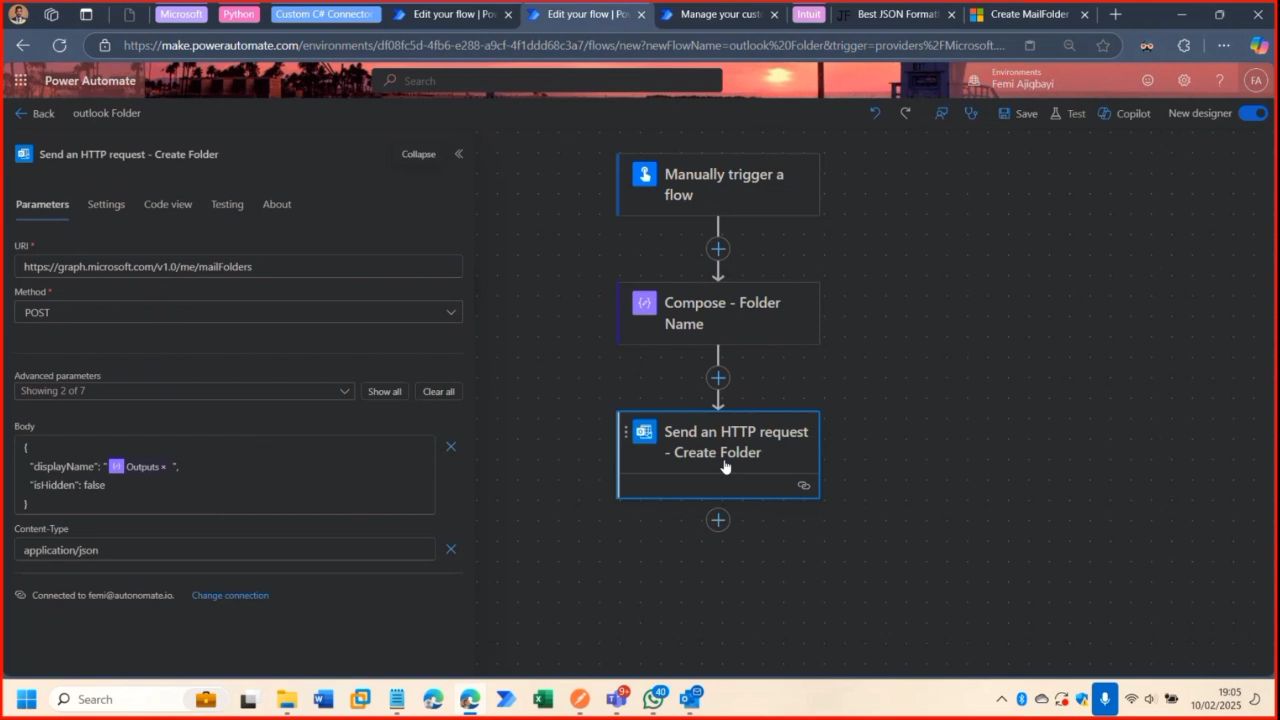 Microsoft
Python
Custom C# Connector
Edit your flow | Po
Edit your flow | Powe
Manage your cust
Intuit
JF
Best JSON Formatt
Create MailFolder
https://make.powerautomate.com/environments/df08fc5d-4fb6-e288-a9cf-4f1ddd68c3a7/flows/new?newFlowName=outlook%20Folder&trigger=providers%2FMicrosoft....
Power Automate
Search
Environments
Femi Ajiqbayi
FA
Back
outlook Folder
Save
Test
Copilot
New designer
Send an HTTP request - Create Folder
Collapse
Parameters
Settings
Code view
Testing
About
URI *
https://graph.microsoft.com/v1.0/me/mailFolders
Method *
POST
Advanced parameters
Showing 2 of 7
Show all
Clear all
Body
{
"displayName": " Outputs × ",
"isHidden": false
}
Content-Type
application/json
Connected to femi@autonomate.io.
Change connection
Manually trigger a
flow
Compose - Folder
Name
Send an HTTP request
- Create Folder
Search
9+
40
19:05
10/02/2025